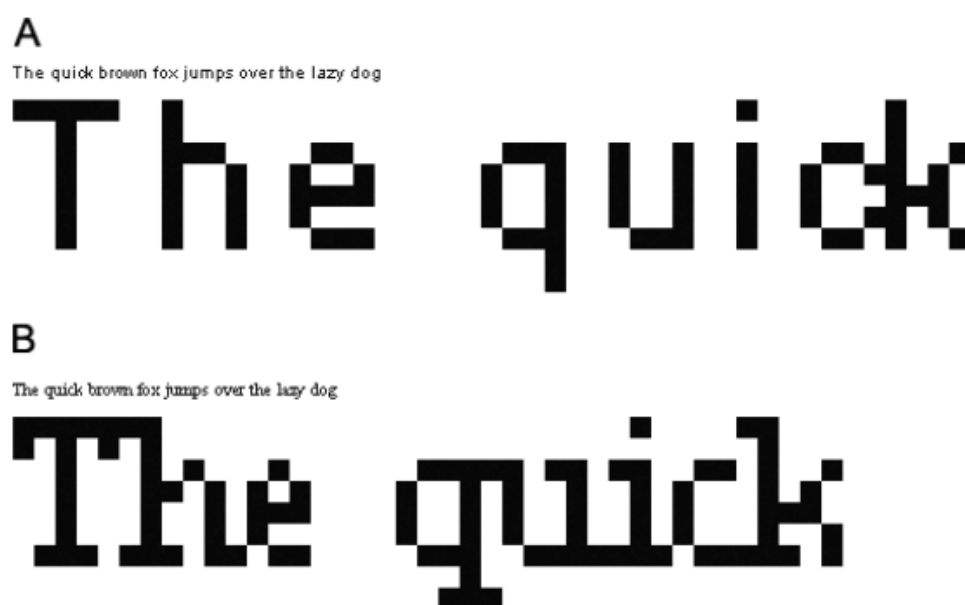 A
The quick brown fox jumps over the lazy dog
The quick
B
The quick brown fox jumps over the lazy dog
The quick